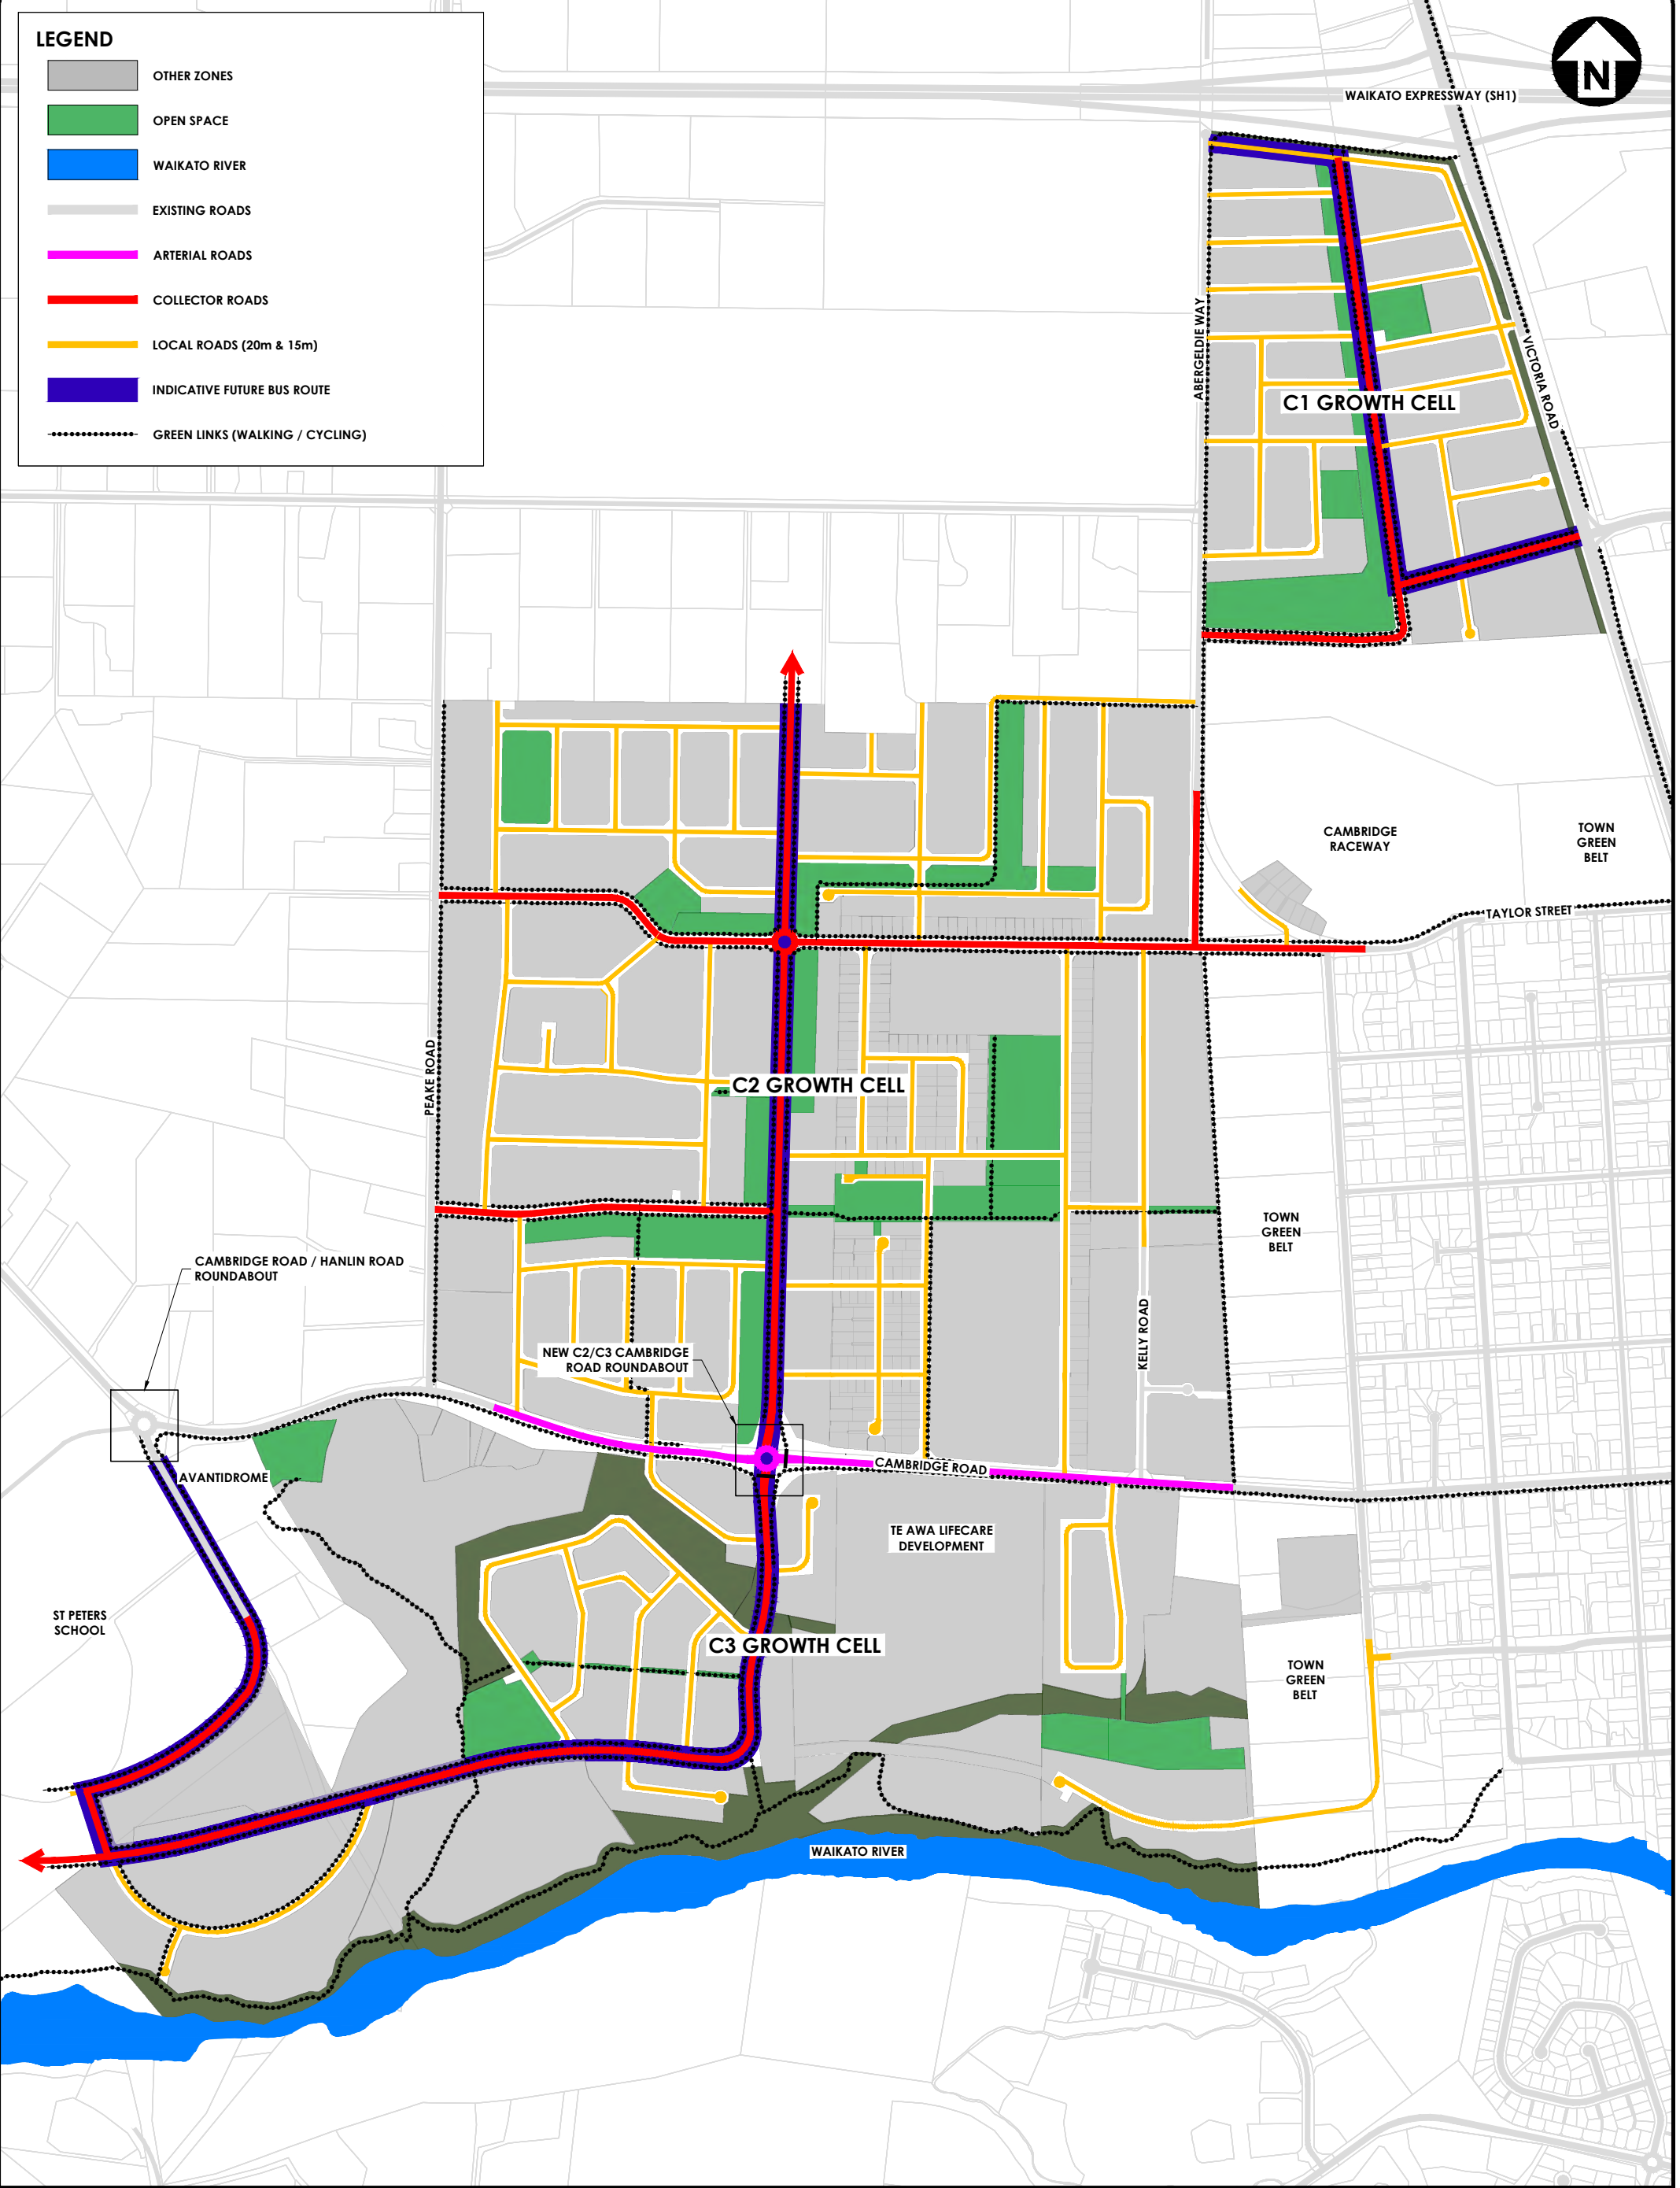 LEGEND
OTHER ZONES
OPEN SPACE
WAIKATO RIVER
EXISTING ROADS
ARTERIAL ROADS
COLLECTOR ROADS
LOCAL ROADS (20m & 15m)
INDICATIVE FUTURE BUS ROUTE
GREEN LINKS (WALKING / CYCLING)
N
WAIKATO EXPRESSWAY (SH1)
ABERGELDIE WAY
VICTORIA ROAD
C1 GROWTH CELL
CAMBRIDGE
RACEWAY
TOWN
GREEN
BELT
TAYLOR STREET
PEAKE ROAD
C2 GROWTH CELL
TOWN
GREEN
BELT
CAMBRIDGE ROAD / HANLIN ROAD
ROUNDABOUT
KELLY ROAD
NEW C2/C3 CAMBRIDGE
ROAD ROUNDABOUT
CAMBRIDGE ROAD
AVANTIDROME
TE AWA LIFECARE
DEVELOPMENT
ST PETERS
SCHOOL
C3 GROWTH CELL
TOWN
GREEN
BELT
WAIKATO RIVER